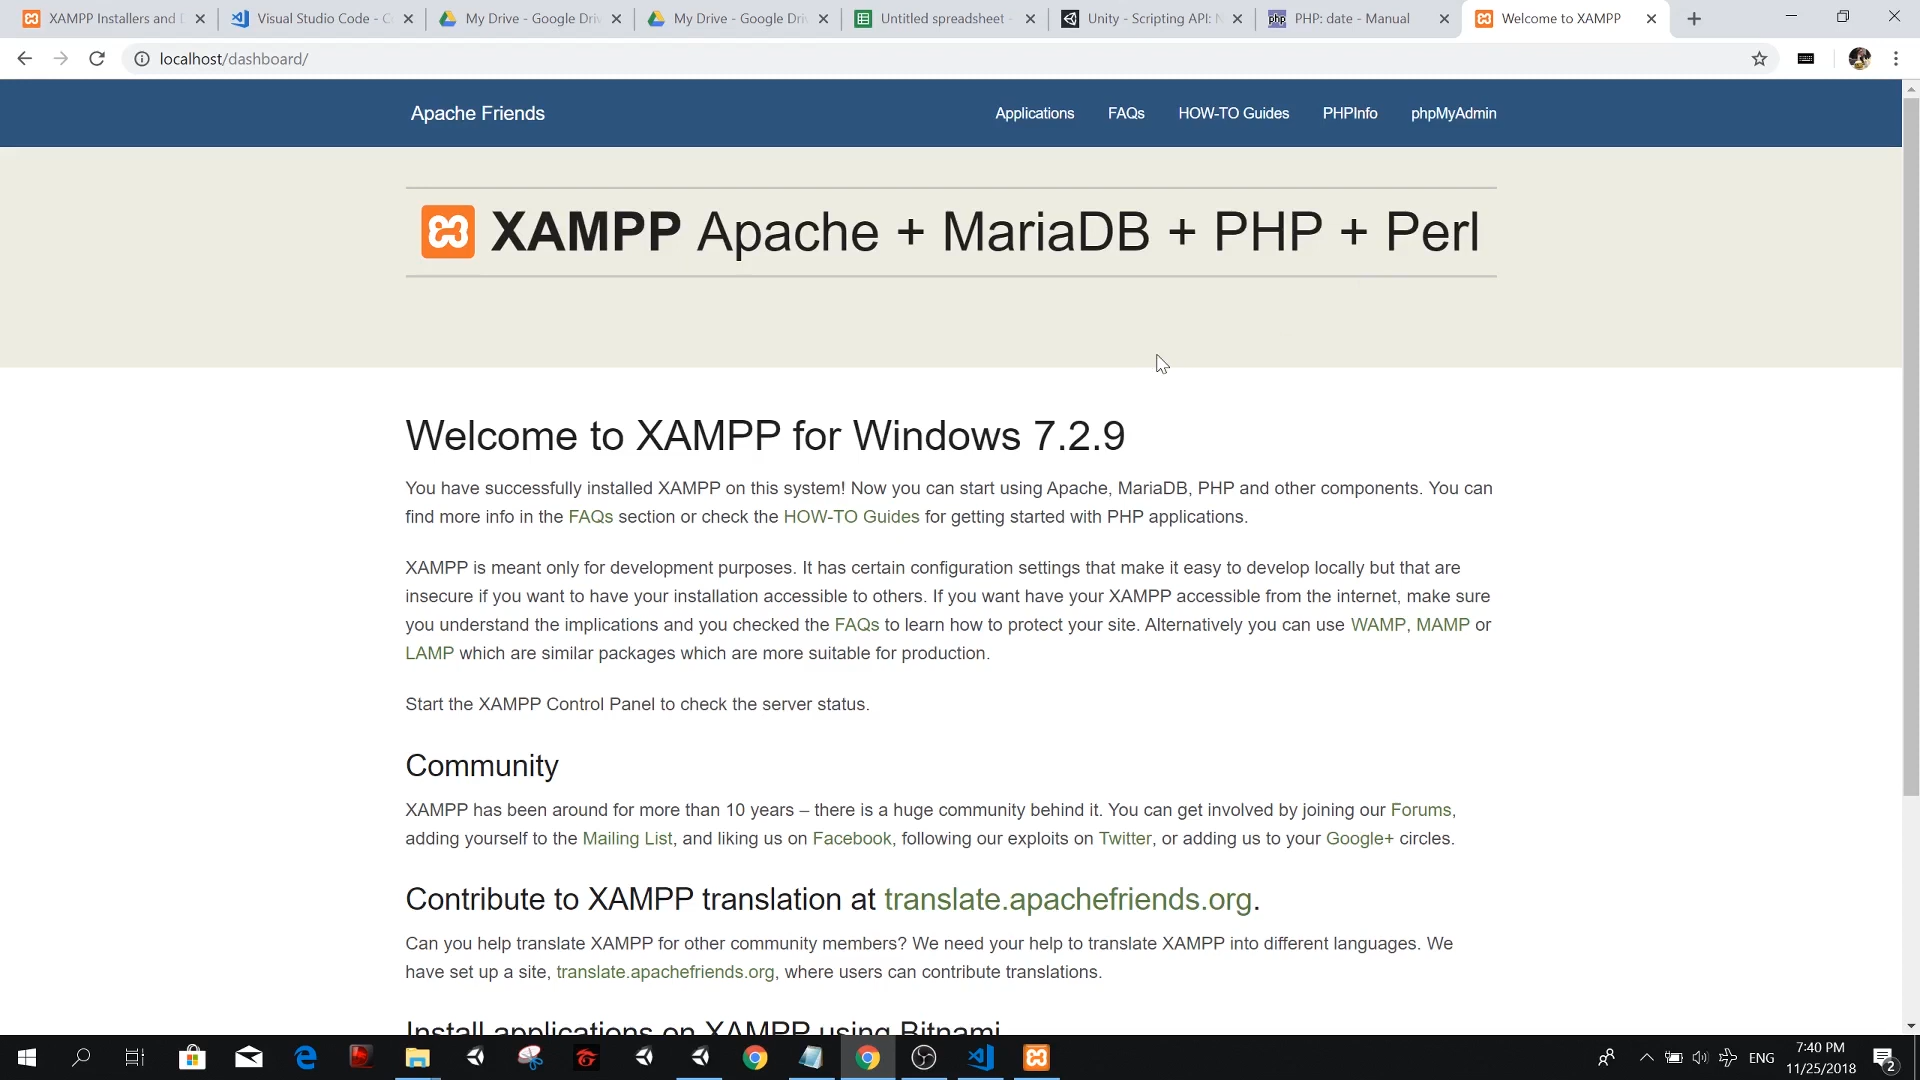 XAMPP Installers and
Visual Studio Code - C
My Drive - Google Dri
My Drive - Google Dri
Untitled spreadsheet -
Unity - Scripting API:
PHP: date - Manual
Welcome to XAMPP
localhost/dashboard/
Apache Friends
Applications
FAQs
HOW-TO Guides
PHPInfo
phpMyAdmin
XAMPP Apache + MariaDB + PHP + Perl
Welcome to XAMPP for Windows 7.2.9
You have successfully installed XAMPP on this system! Now you can start using Apache, MariaDB, PHP and other components. You can
find more info in the FAQs section or check the HOW-TO Guides for getting started with PHP applications.
XAMPP is meant only for development purposes. It has certain configuration settings that make it easy to develop locally but that are
insecure if you want to have your installation accessible to others. If you want have your XAMPP accessible from the internet, make sure
you understand the implications and you checked the FAQs to learn how to protect your site. Alternatively you can use WAMP, MAMP or
LAMP which are similar packages which are more suitable for production.
Start the XAMPP Control Panel to check the server status.
Community
XAMPP has been around for more than 10 years – there is a huge community behind it. You can get involved by joining our Forums,
adding yourself to the Mailing List, and liking us on Facebook, following our exploits on Twitter, or adding us to your Google+ circles.
Contribute to XAMPP translation at translate.apachefriends.org.
Can you help translate XAMPP for other community members? We need your help to translate XAMPP into different languages. We
have set up a site, translate.apachefriends.org, where users can contribute translations.
Install applications on XAMPP using Bitnami
ENG
7:40 PM
11/25/2018
2